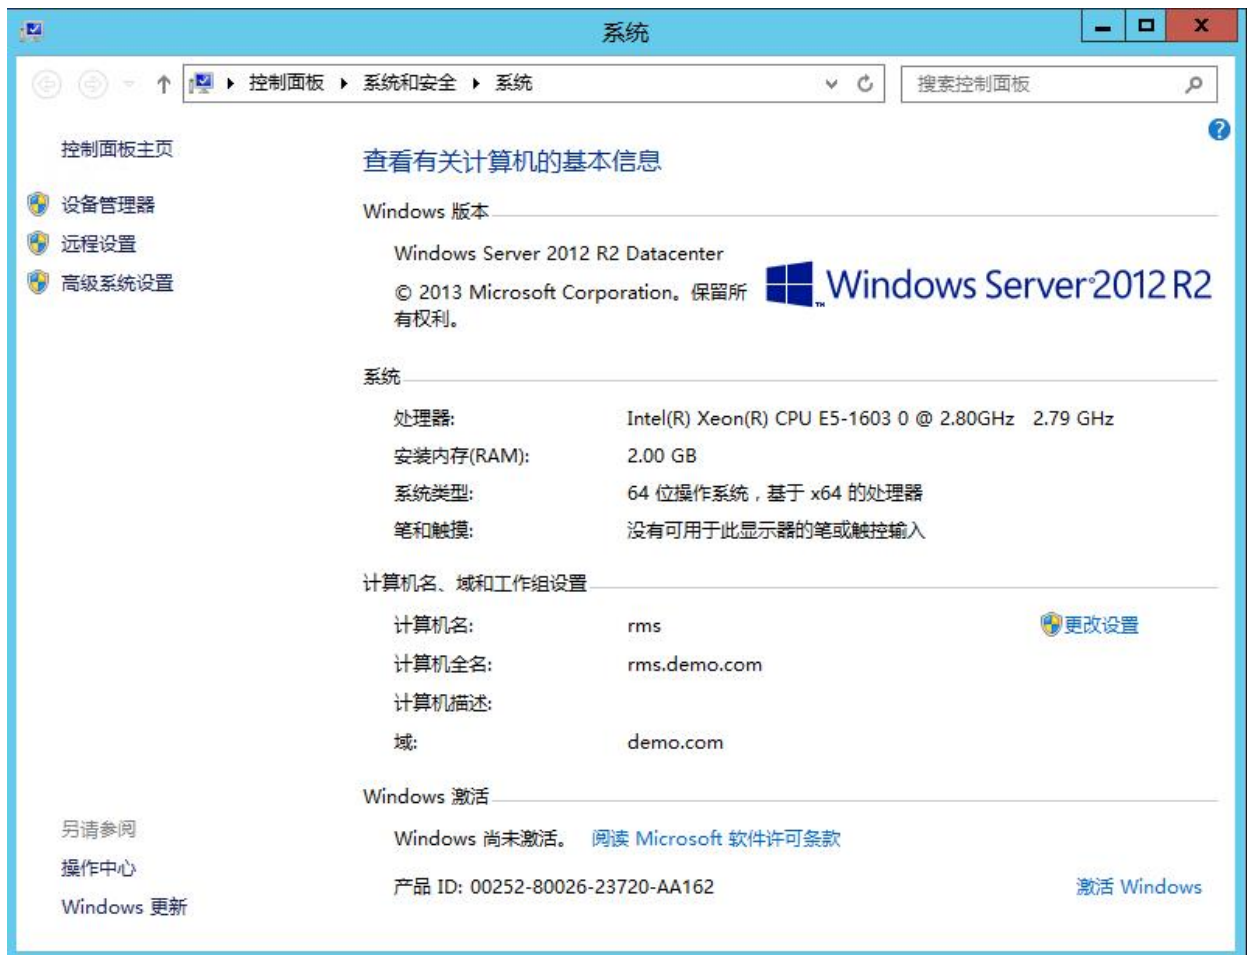 系统
控制面板 系统和安全 系统
搜索控制面板
控制面板主页
设备管理器
远程设置
高级系统设置
查看有关计算机的基本信息
Windows 版本
Windows Server 2012 R2 Datacenter
© 2013 Microsoft Corporation。保留所
有权利。
Windows Server 2012 R2
系统
处理器: Intel(R) Xeon(R) CPU E5-1603 0 @ 2.80GHz 2.79 GHz
安装内存(RAM): 2.00 GB
系统类型: 64 位操作系统，基于 x64 的处理器
笔和触摸: 没有可用于此显示器的笔或触控输入
计算机名、域和工作组设置
计算机名: rms 更改设置
计算机全名: rms.demo.com
计算机描述:
域: demo.com
Windows 激活
Windows 尚未激活。 阅读 Microsoft 软件许可条款
产品 ID: 00252-80026-23720-AA162 激活 Windows
另请参阅
操作中心
Windows 更新